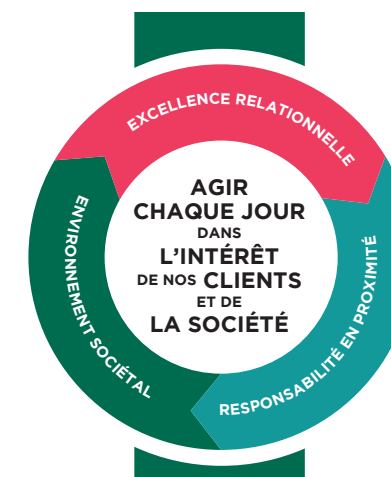 EXCELLENCE RELATIONNELLE
AGIR
CHAQUE JOUR
DANS
L’INTÉRÊT
DE NOS CLIENTS
ET DE
LA SOCIÉTÉ
ENVIRONNEMENT SOCIÉTAL
RESPONSABILITÉ EN PROXIMITÉ